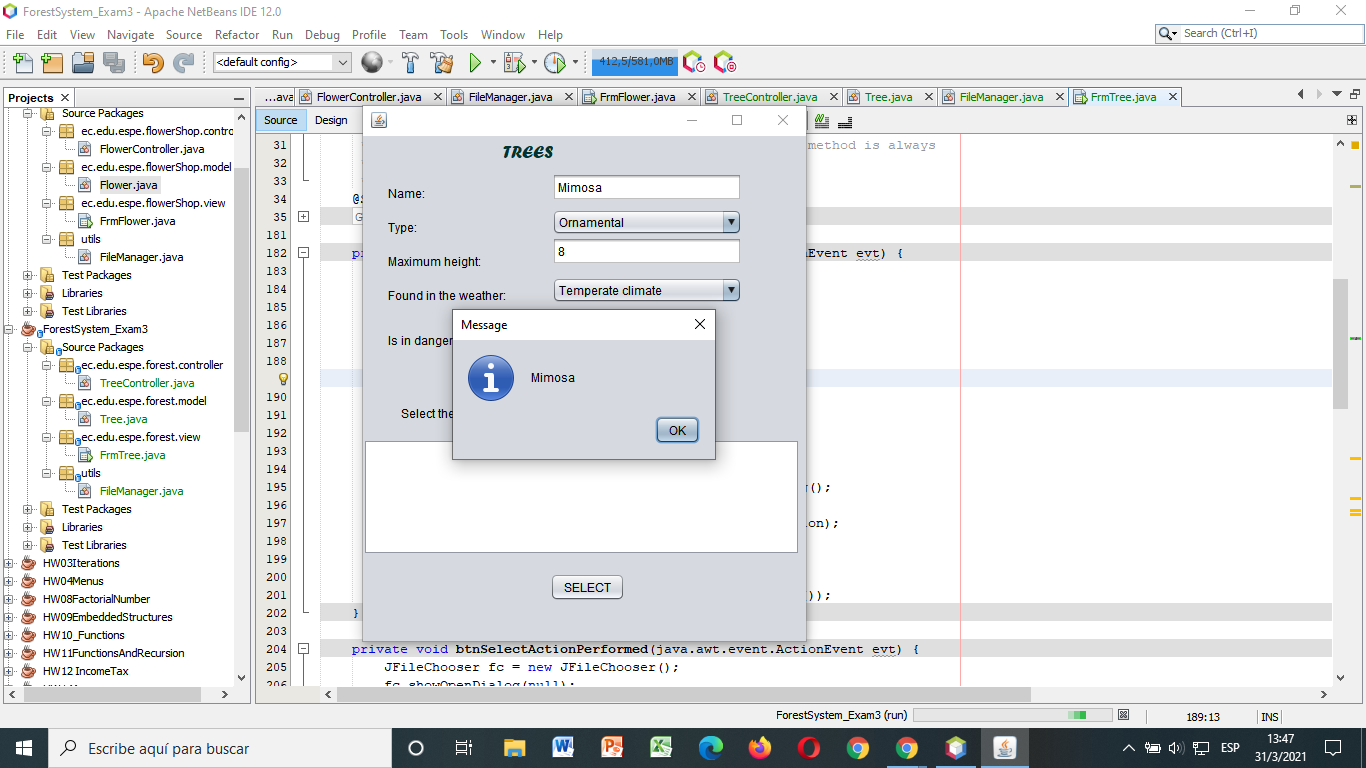 ForestSystem_Exam3 - Apache NetBeans IDE 12.0
File Edit View Navigate Source Refactor Run Debug Profile Team Tools Window Help
Search (Ctrl+I)
<default config>
412,5/581,0MB
Projects
...ava FlowerController.java FileManager.java FrmFlower.java TreeController.java Tree.java FileManager.java FrmTree.java
Source Packages
ec.edu.espe.flowerShop.contro
FlowerController.java
ec.edu.espe.flowerShop.model
Flower.java
ec.edu.espe.flowerShop.view
FrmFlower.java
utils
FileManager.java
Test Packages
Libraries
Test Libraries
ForestSystem_Exam3
Source Packages
ec.edu.espe.forest.controller
TreeController.java
ec.edu.espe.forest.model
Tree.java
ec.edu.espe.forest.view
FrmTree.java
utils
FileManager.java
Test Packages
Libraries
Test Libraries
HW03Iterations
HW04Menus
HW08FactorialNumber
HW09EmbeddedStructures
HW10_Functions
HW11FunctionsAndRecursion
HW12 IncomeTax
Source Design
31 method is always
32
33
34 @S
35 G
181
182 pr nEvent evt) {
183
184
185
186
187
188
190
191
192
193
194
195 g();
196
197 on);
198
199
200
201 ));
202 }
203
204 private void btnSelectActionPerformed(java.awt.event.ActionEvent evt) {
205 JFileChooser fc = new JFileChooser();
206 fc.showOpenDialog(null);
TREES
Name: Mimosa
Type: Ornamental
Maximum height: 8
Found in the weather: Temperate climate
Is in danger
Select the
Message
Mimosa
OK
SELECT
ForestSystem_Exam3 (run)
189:13 INS
Escribe aquí para buscar
ESP
13:47
31/3/2021